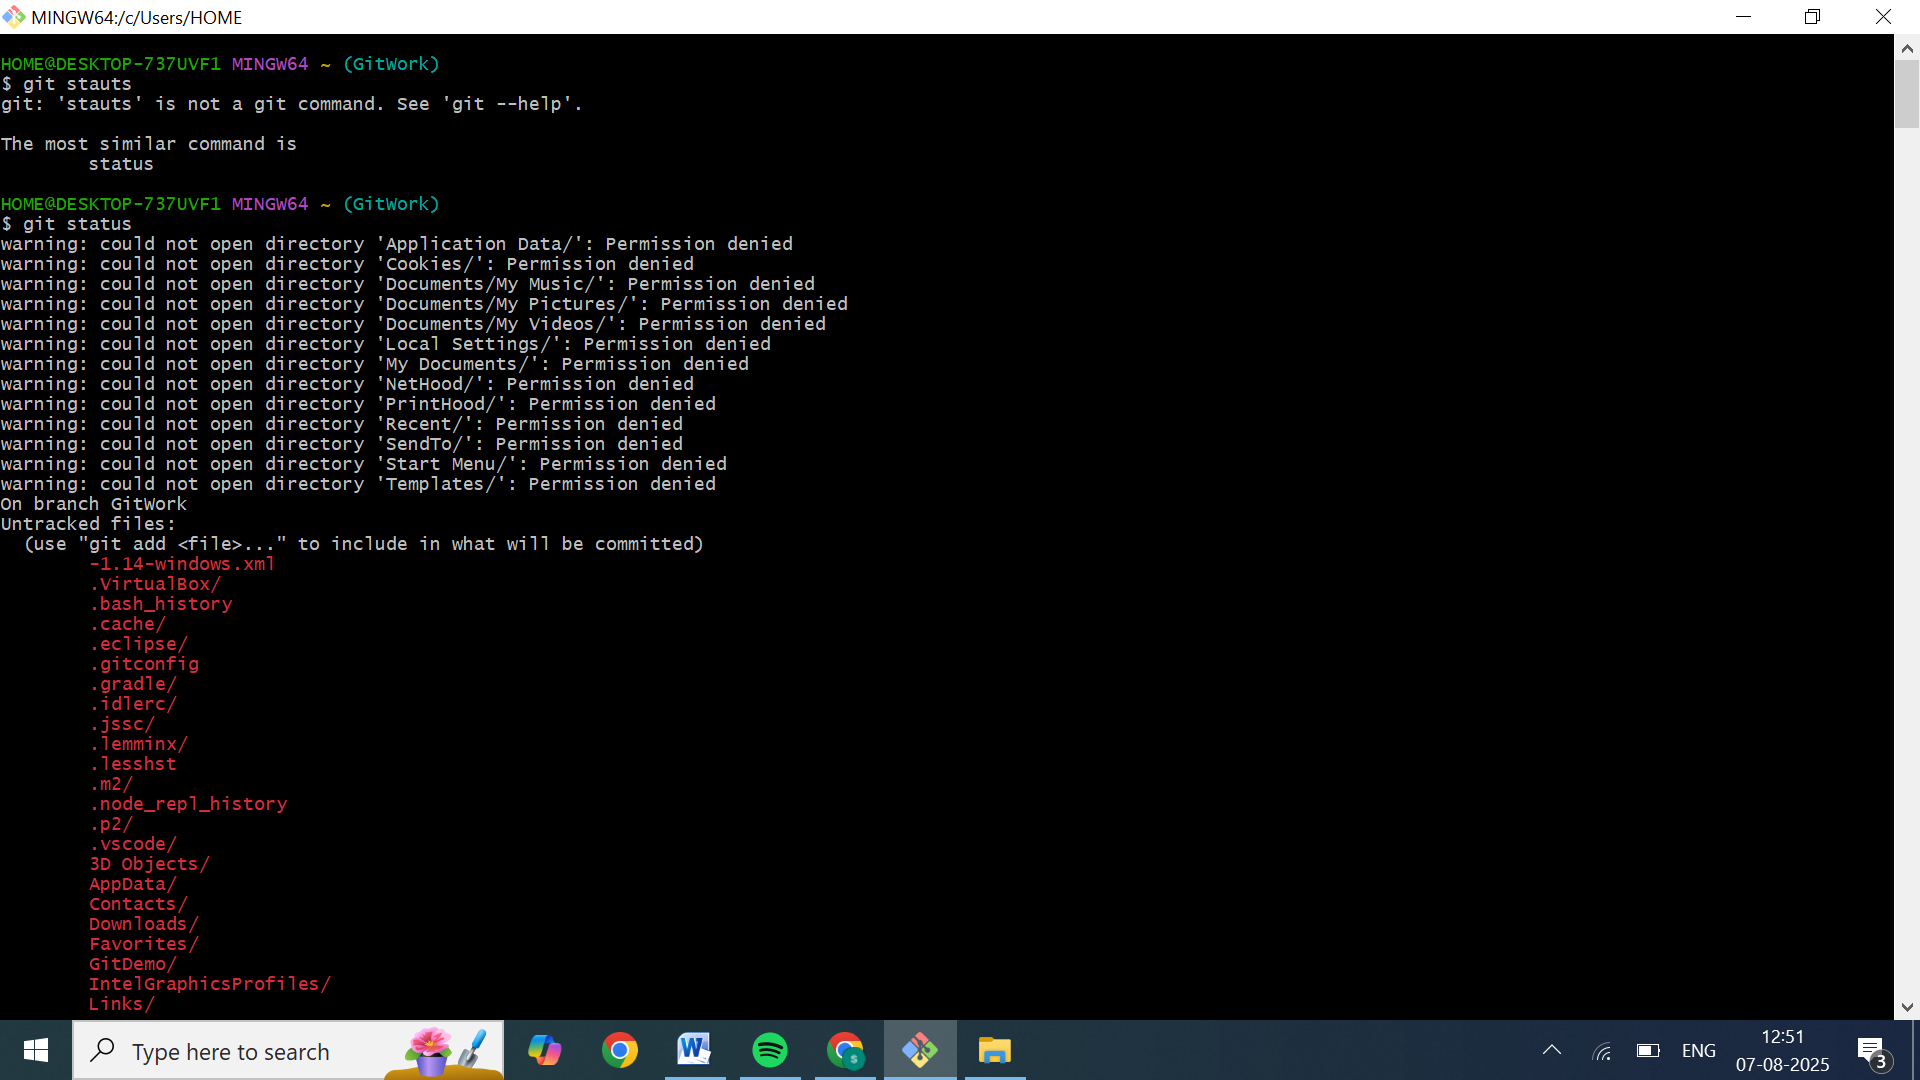 MINGW64:/c/Users/HOME
HOME@DESKTOP-737UVF1 MINGW64 ~ (GitWork)
$ git stauts
git: 'stauts' is not a git command. See 'git --help'.
The most similar command is
        status
HOME@DESKTOP-737UVF1 MINGW64 ~ (GitWork)
$ git status
warning: could not open directory 'Application Data/': Permission denied
warning: could not open directory 'Cookies/': Permission denied
warning: could not open directory 'Documents/My Music/': Permission denied
warning: could not open directory 'Documents/My Pictures/': Permission denied
warning: could not open directory 'Documents/My Videos/': Permission denied
warning: could not open directory 'Local Settings/': Permission denied
warning: could not open directory 'My Documents/': Permission denied
warning: could not open directory 'NetHood/': Permission denied
warning: could not open directory 'PrintHood/': Permission denied
warning: could not open directory 'Recent/': Permission denied
warning: could not open directory 'SendTo/': Permission denied
warning: could not open directory 'Start Menu/': Permission denied
warning: could not open directory 'Templates/': Permission denied
On branch GitWork
Untracked files:
  (use "git add <file>..." to include in what will be committed)
        -1.14-windows.xml
        .VirtualBox/
        .bash_history
        .cache/
        .eclipse/
        .gitconfig
        .gradle/
        .idlerc/
        .jssc/
        .lemminx/
        .lesshst
        .m2/
        .node_repl_history
        .p2/
        .vscode/
        3D Objects/
        AppData/
        Contacts/
        Downloads/
        Favorites/
        GitDemo/
        IntelGraphicsProfiles/
        Links/
Type here to search
W
$
ENG
12:51
07-08-2025
3